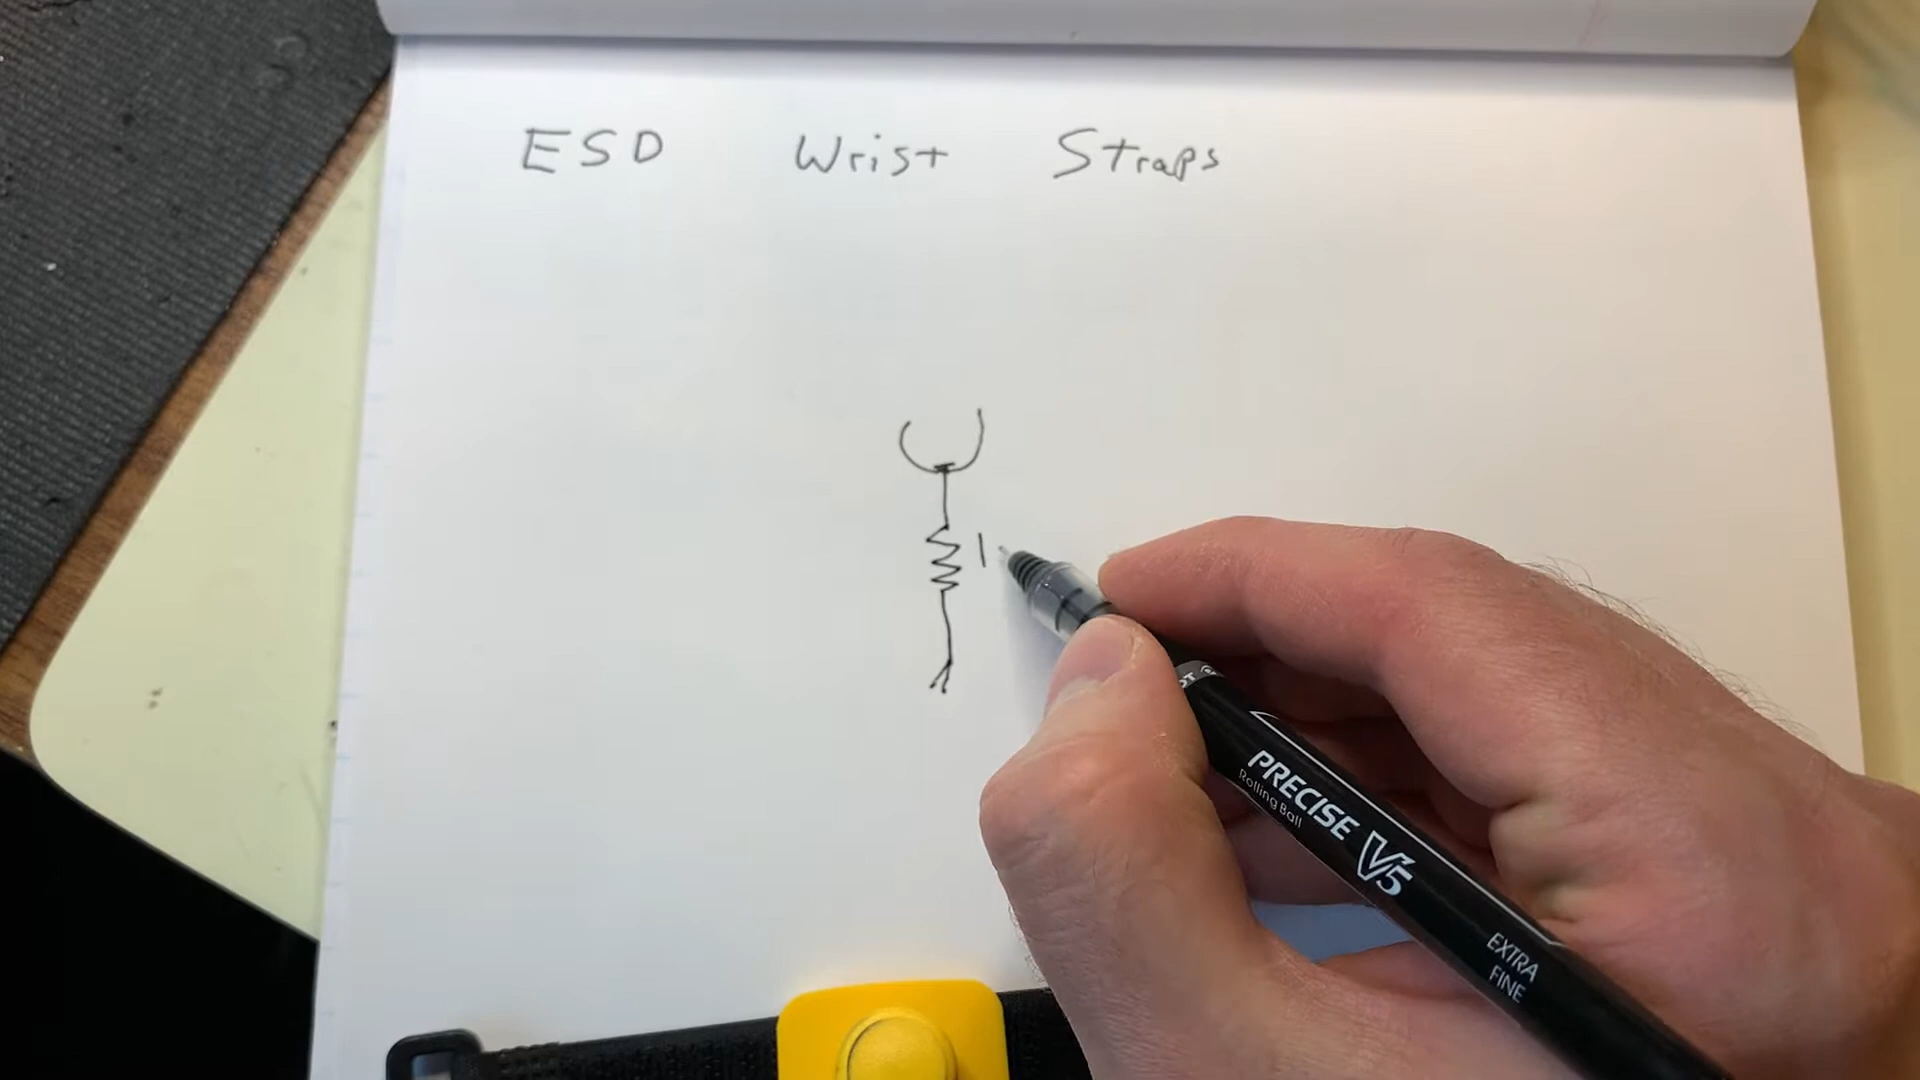 ESD Wrist Straps
1
PRECISE V5
Rolling Ball
EXTRA
FINE